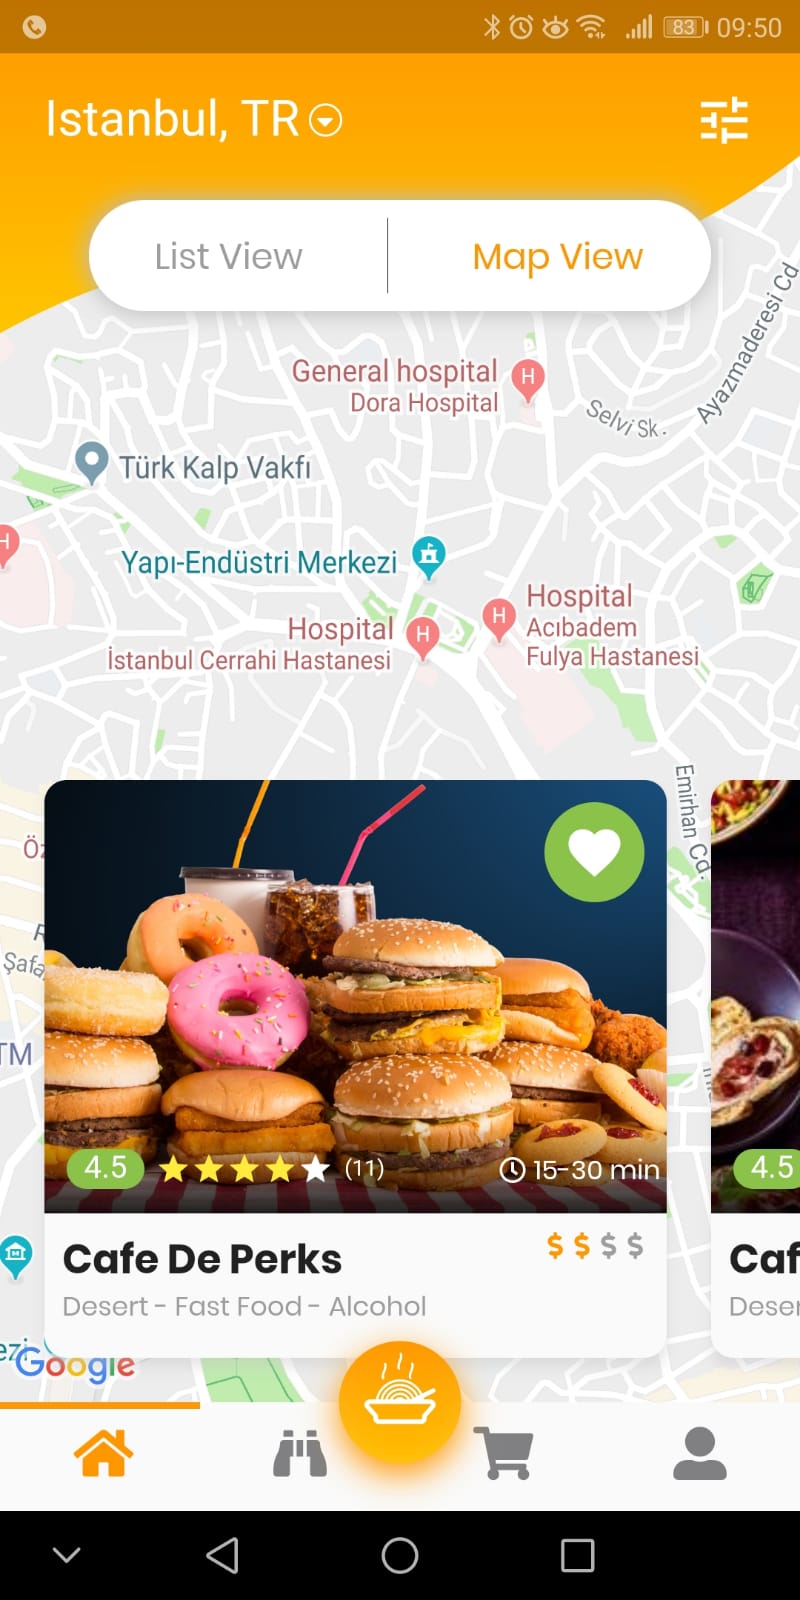 83 09:50
Istanbul, TR
List View
Map View
Ayazmaderesi Cd
General hospital
Dora Hospital
Selvi Sk.
Türk Kalp Vakfı
H
Yapı-Endüstri Merkezi
Hospital
Acıbadem
Fulya Hastanesi
Hospital
İstanbul Cerrahi Hastanesi
Emirhan Cd.
Öz
Şafa
TM
4.5
(11)
15-30 min
4.5
Cafe De Perks
$ $ $ $
Caf
Desert - Fast Food - Alcohol
Deser
ezi
Google